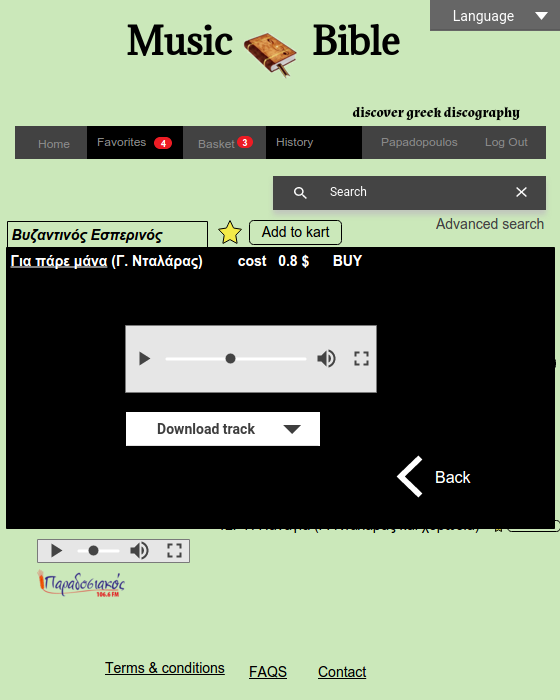 Language
Music Bible
discover greek discography
Home Favorites 4 Basket 3 History Papadopoulos Log Out
Search
Advanced search
Βυζαντινός Εσπερινός Add to kart
Για πάρε μάνα (Γ. Νταλάρας) cost 0.8 $ BUY
Download track
Back
Παραδοσιακός
106.6 FM
Terms & conditions FAQS Contact